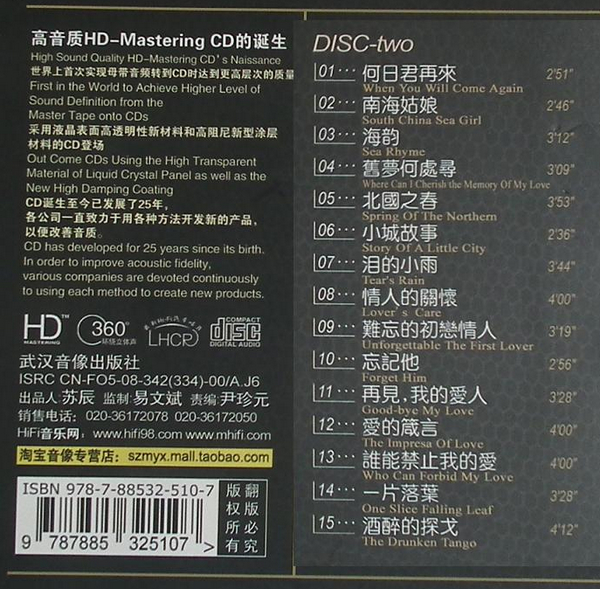 高音质HD-Mastering CD的诞生
High Sound Quality HD-Mastering CD's Naissance
世界上首次实现母带音频转到CD时达到更高层次的质量
First in the World to Achieve Higher Level of
Sound Definition from the
Master Tape onto CDs
采用液晶表面高透明性新材料和高阻尼新型涂层
材料的CD登场
Out Come CDs Using the High Transparent
Material of Liquid Crystal Panel as well as the
New High Damping Coating
CD诞生至今已发展了25年,
各公司一直致力于用各种方法开发新的产品,
以便改善音质。
CD has developed for 25 years since its birth.
In order to improve acoustic fidelity,
various companies are devoted continuously
to using each method to create new products.
HD TM
MASTERING
360°
环绕立体声
LHCR
COMPACT
disc
DIGITAL AUDIO
武汉音像出版社
ISRC CN-FO5-08-342(334)-00/A.J6
出品人:苏辰 监制:易文斌 责编:尹珍元
销售电话: 020-36172078 020-36172050
HiFi音乐网: www.hifi98.com www.mhifi.com
淘宝音像专营店: szmyx.mall.taobao.com
ISBN 978-7-88532-510-7
9 787885 325107 >
版权所有
翻版必究
DISC-two
01··· 何日君再來 2'51"
When You Will Come Again
02··· 南海姑娘 2'46"
South China Sea Girl
03··· 海韵 3'12"
Sea Rhyme
04··· 舊夢何處尋 3'09"
Where Can I Cherish the Memory Of My Love
05··· 北國之春 3'53"
Spring Of The Northern
06··· 小城故事 2'36"
Story Of A Little City
07··· 泪的小雨 3'44"
Tear's Rain
08··· 情人的關懷 4'00"
Lover's Care
09··· 難忘的初戀情人 3'19"
Unforgettable The First Lover
10··· 忘記他 2'56"
Forget Him
11··· 再見,我的愛人 3'28"
Good-bye My Love
12··· 愛的箴言 4'00"
The Impresa Of Love
13··· 誰能禁止我的愛 4'00"
Who Can Forbid My Love
14··· 一片落葉 3'28"
One Slice Falling Leaf
15··· 酒醉的探戈 4'12"
The Drunken Tango